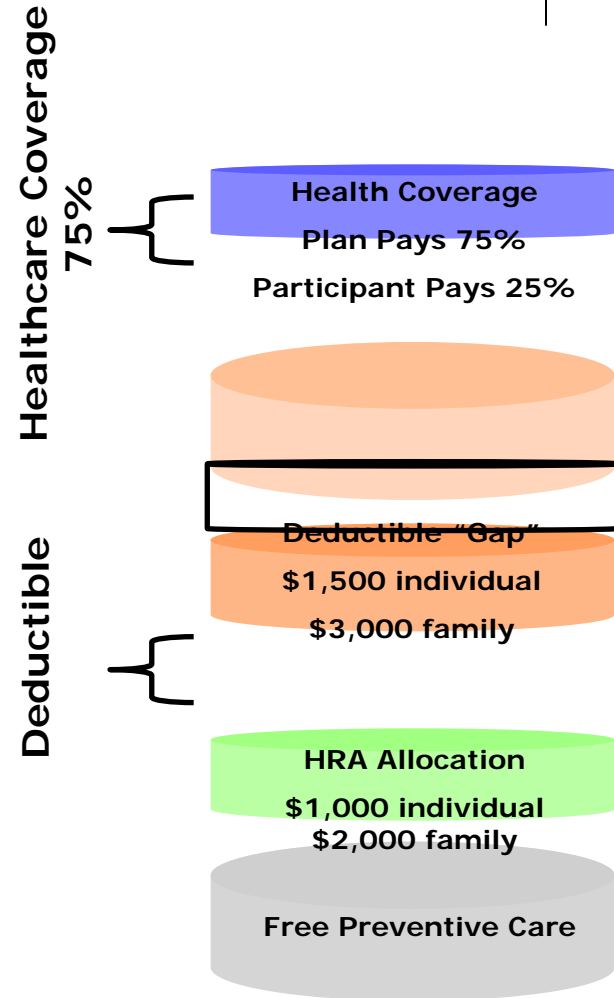 Healthcare Coverage
75%
Health Coverage
Plan Pays 75%
Participant Pays 25%
Deductible
Deductible "Gap"
$1,500 individual
$3,000 family
HRA Allocation
$1,000 individual
$2,000 family
Free Preventive Care